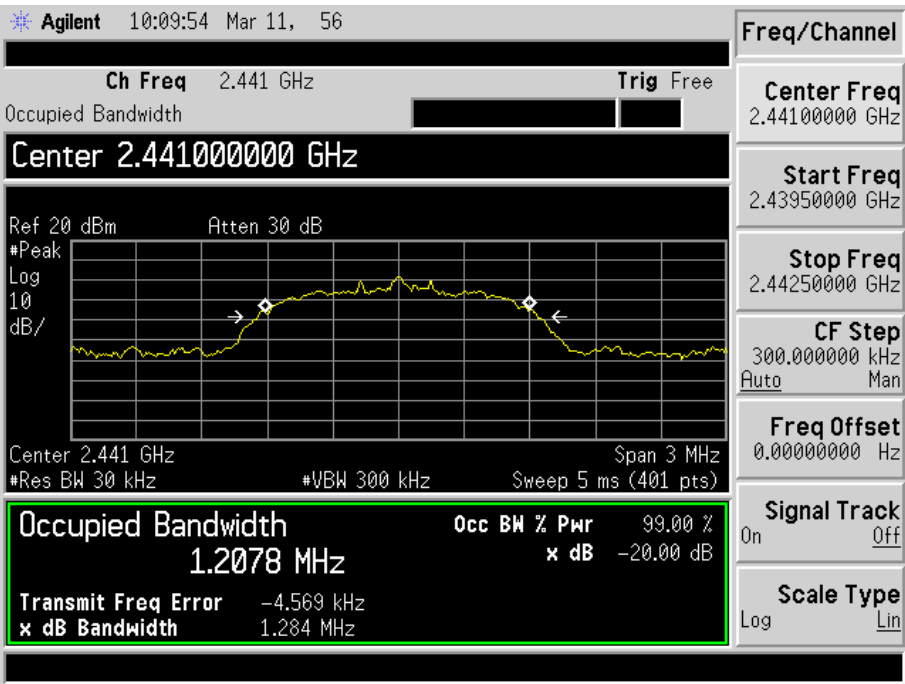 Agilent 10:09:54 Mar 11, 56
Ch Freq 2.441 GHz Trig Free
Occupied Bandwidth
Center 2.441000000 GHz
Ref 20 dBm Atten 30 dB
#Peak
Log
10
dB/
Center 2.441 GHz Span 3 MHz
#Res BW 30 kHz #VBW 300 kHz Sweep 5 ms (401 pts)
Occupied Bandwidth Occ BW % Pwr 99.00 %
1.2078 MHz x dB -20.00 dB
Transmit Freq Error -4.569 kHz
x dB Bandwidth 1.284 MHz
Freq/Channel
Center Freq
2.44100000 GHz
Start Freq
2.43950000 GHz
Stop Freq
2.44250000 GHz
CF Step
300.000000 kHz
Auto Man
Freq Offset
0.00000000 Hz
Signal Track
On Off
Scale Type
Log Lin